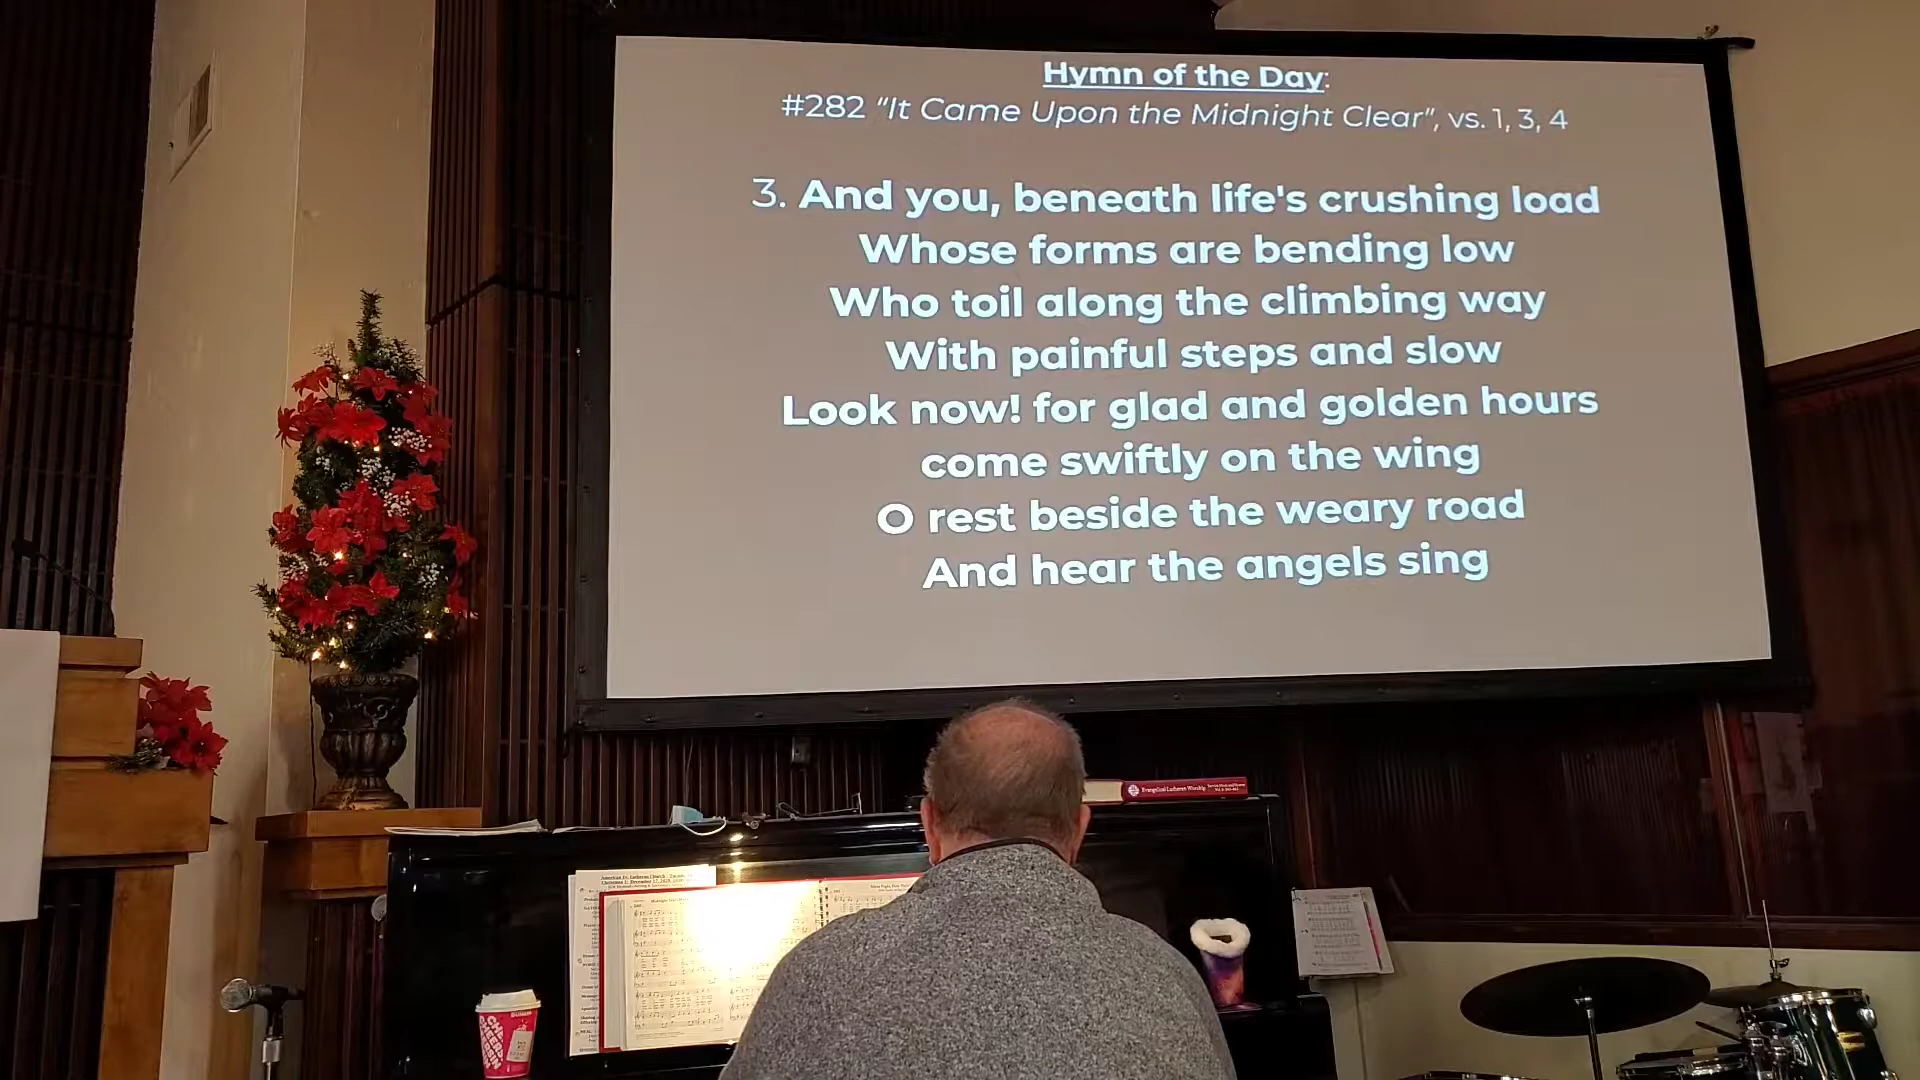 Hymn of the Day:
#282 "It Came Upon the Midnight Clear", vs. 1, 3, 4
3. And you, beneath life's crushing load
Whose forms are bending low
Who toil along the climbing way
With painful steps and slow
Look now! for glad and golden hours
come swiftly on the wing
O rest beside the weary road
And hear the angels sing
Evangelical Lutheran Worship